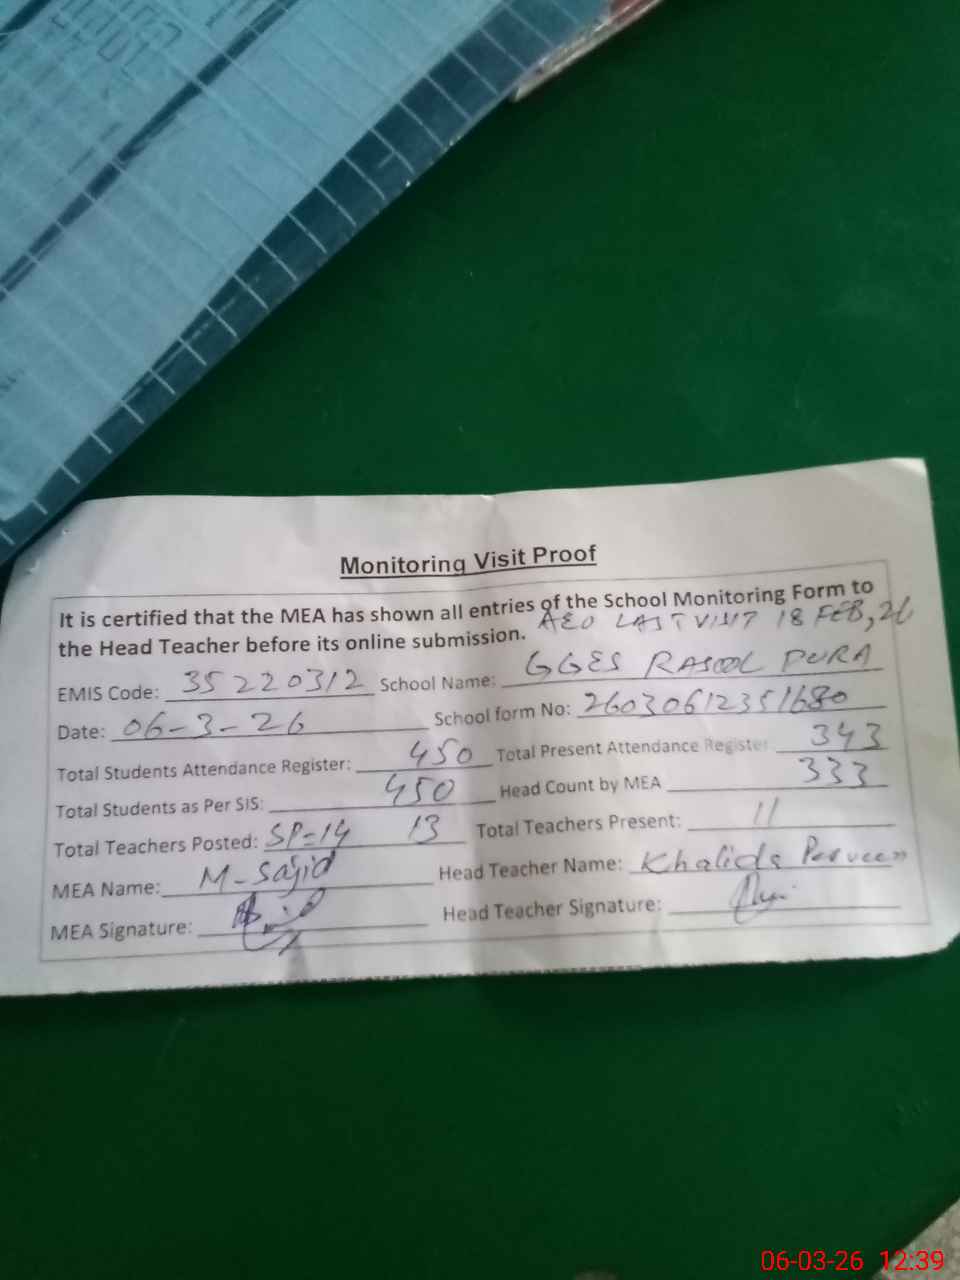 Monitoring Visit Proof
It is certified that the MEA has shown all entries of the School Monitoring Form to
the Head Teacher before its online submission. AEO LAST VISIT 18 FEB, 26
EMIS Code: 35220312 School Name: GGES RASOOL PURA
Date: 06-3-26 School form No: 26030612351680
Total Students Attendance Register: 450 Total Present Attendance Register: 343
Total Students as Per SIS: 450 Head Count by MEA 333
Total Teachers Posted: SP=14 13 Total Teachers Present: 11
MEA Name: M-Sajid Head Teacher Name: Khalida Parveen
MEA Signature: Head Teacher Signature:
06-03-26 12:39